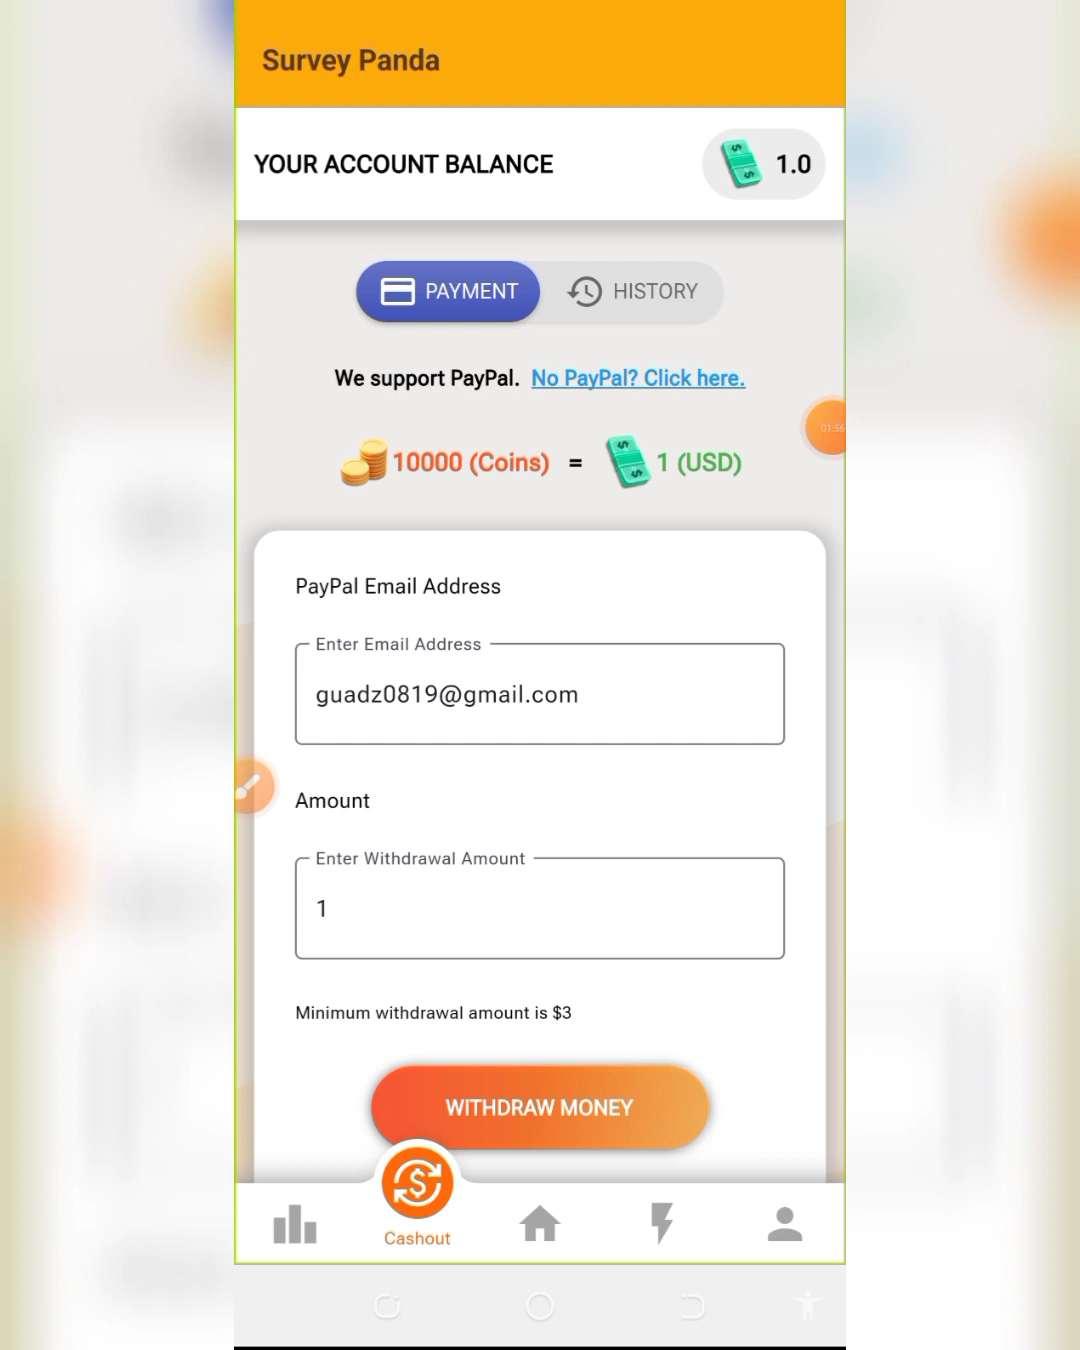 Survey Panda
YOUR ACCOUNT BALANCE
1.0
PAYMENT
HISTORY
We support PayPal. No PayPal? Click here.
10000 (Coins) = 1 (USD)
01:56
PayPal Email Address
Enter Email Address
guadz0819@gmail.com
Amount
Enter Withdrawal Amount
1
Minimum withdrawal amount is $3
WITHDRAW MONEY
Cashout